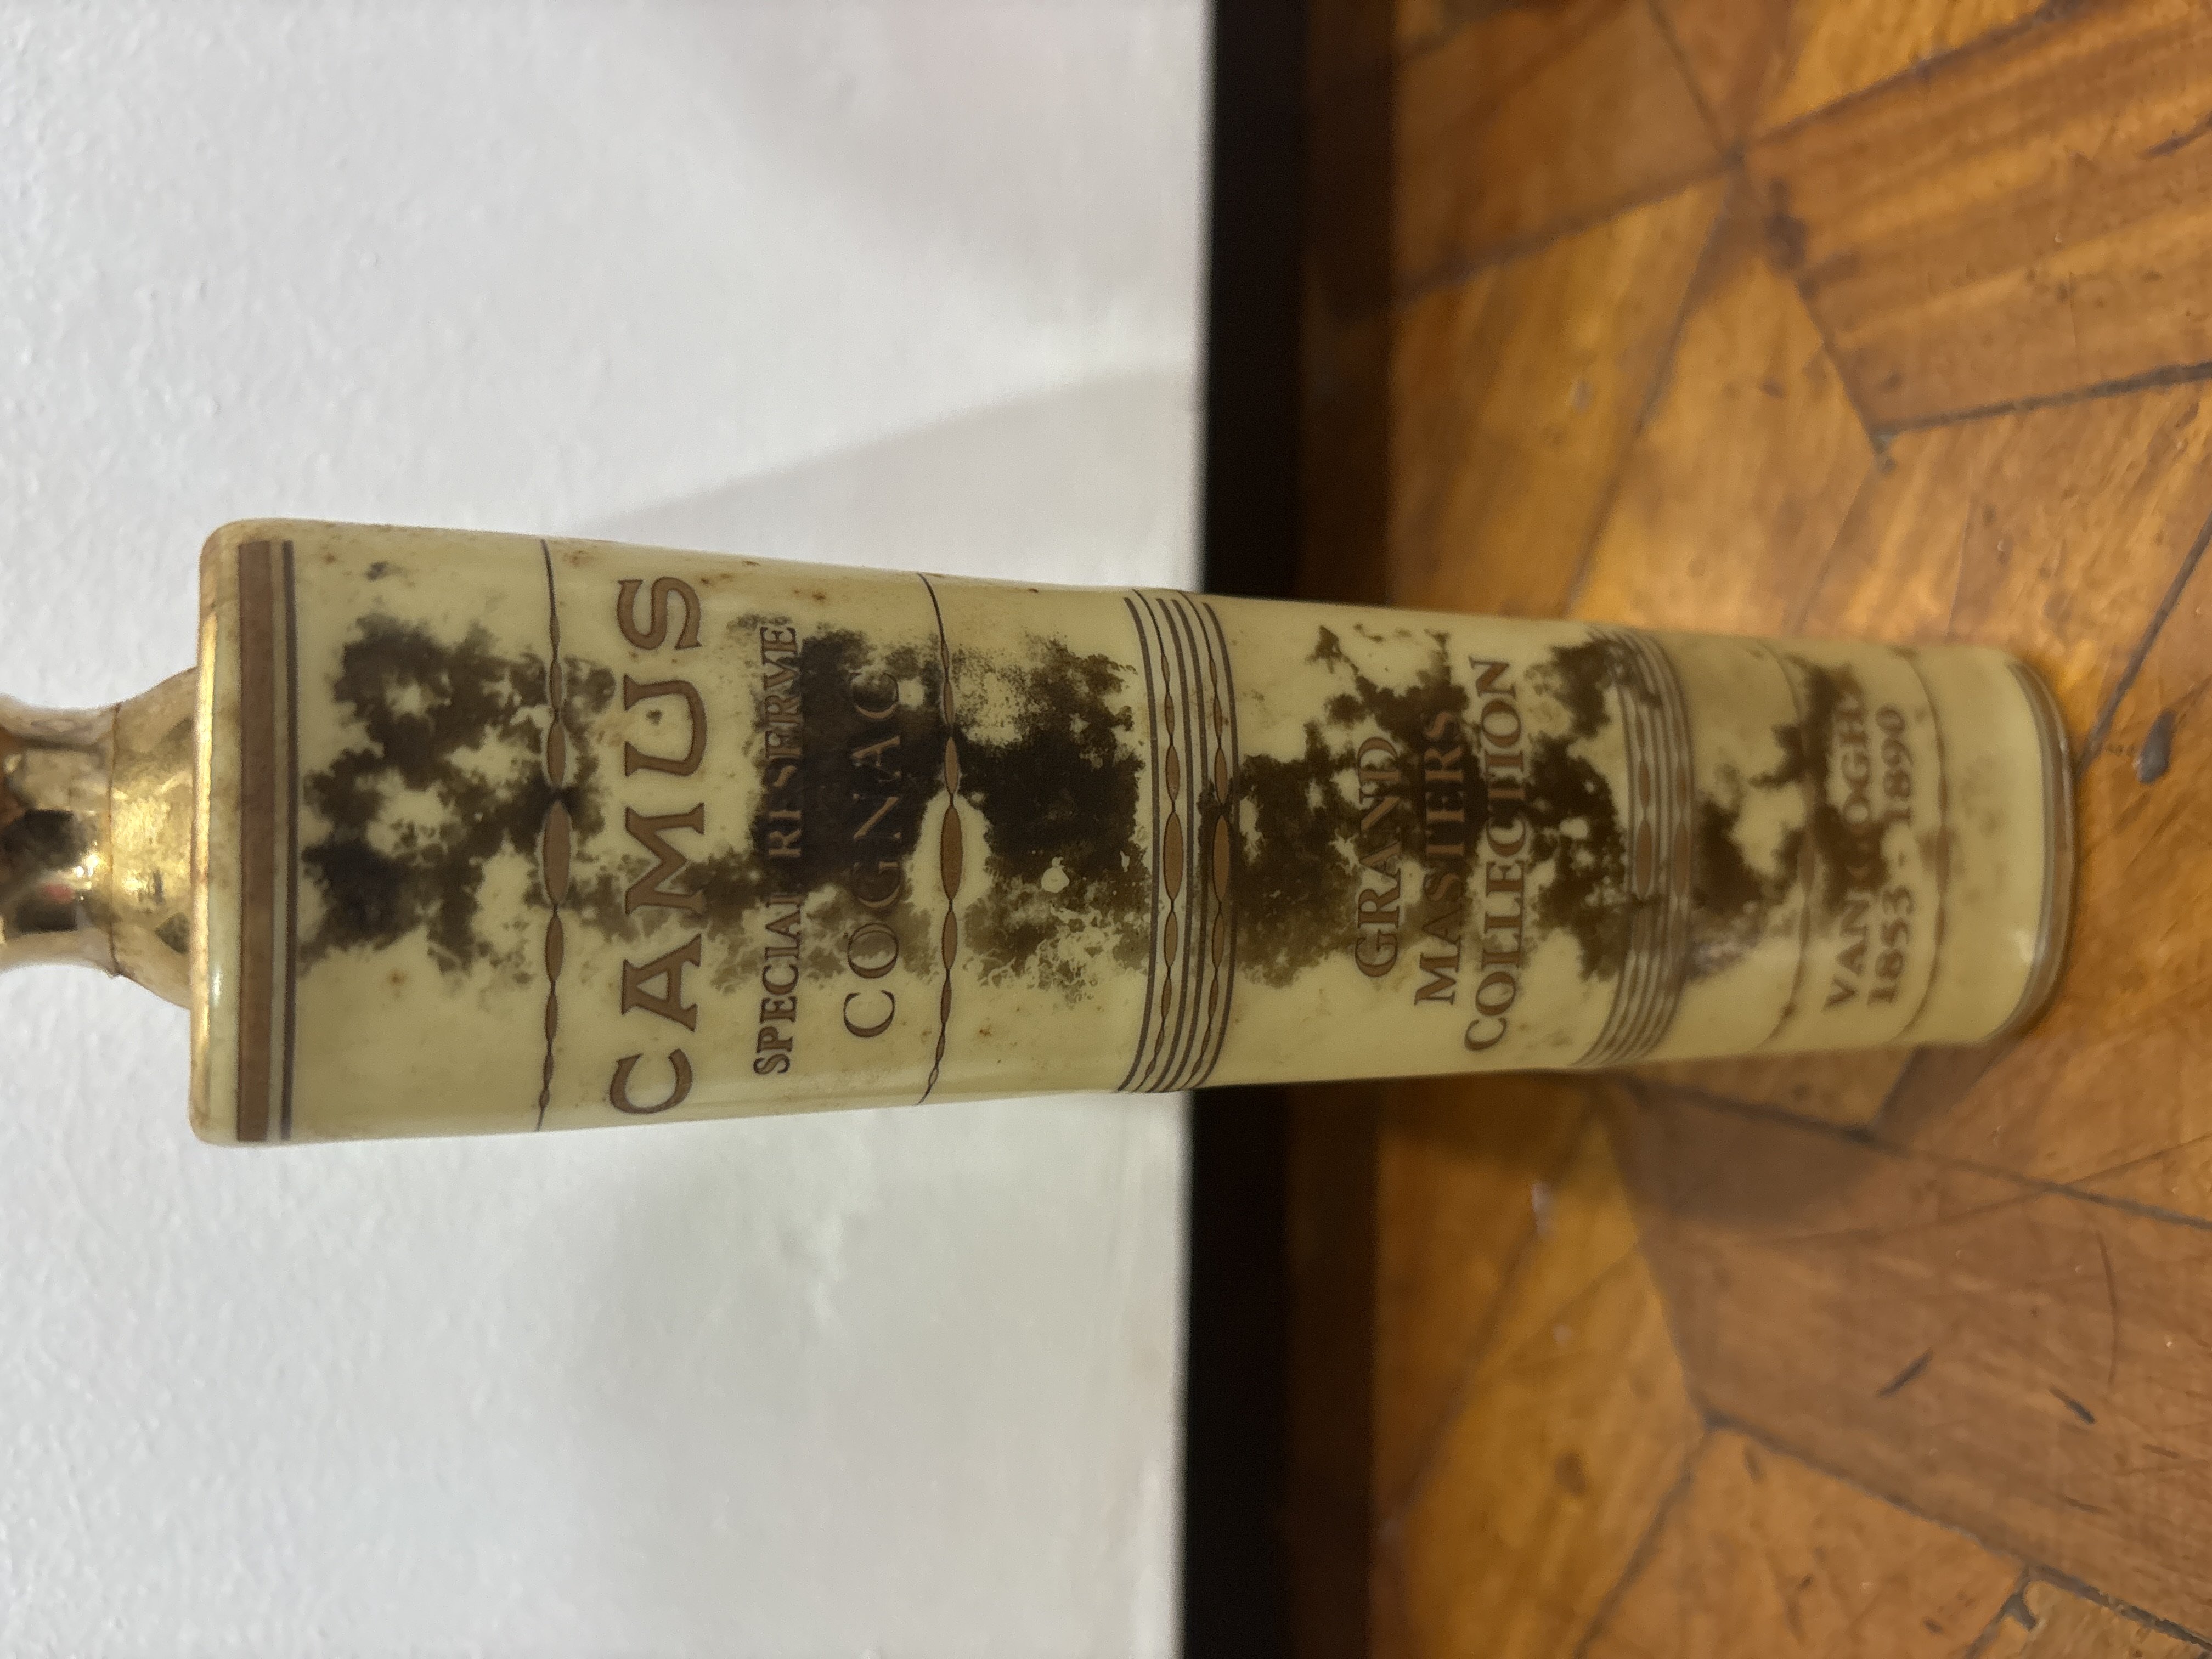 CAMUS
SPECIAL RESERVE
COGNAC
GRAND
MASTERS
COLLECTION
VAN GOGH
1853 - 1890